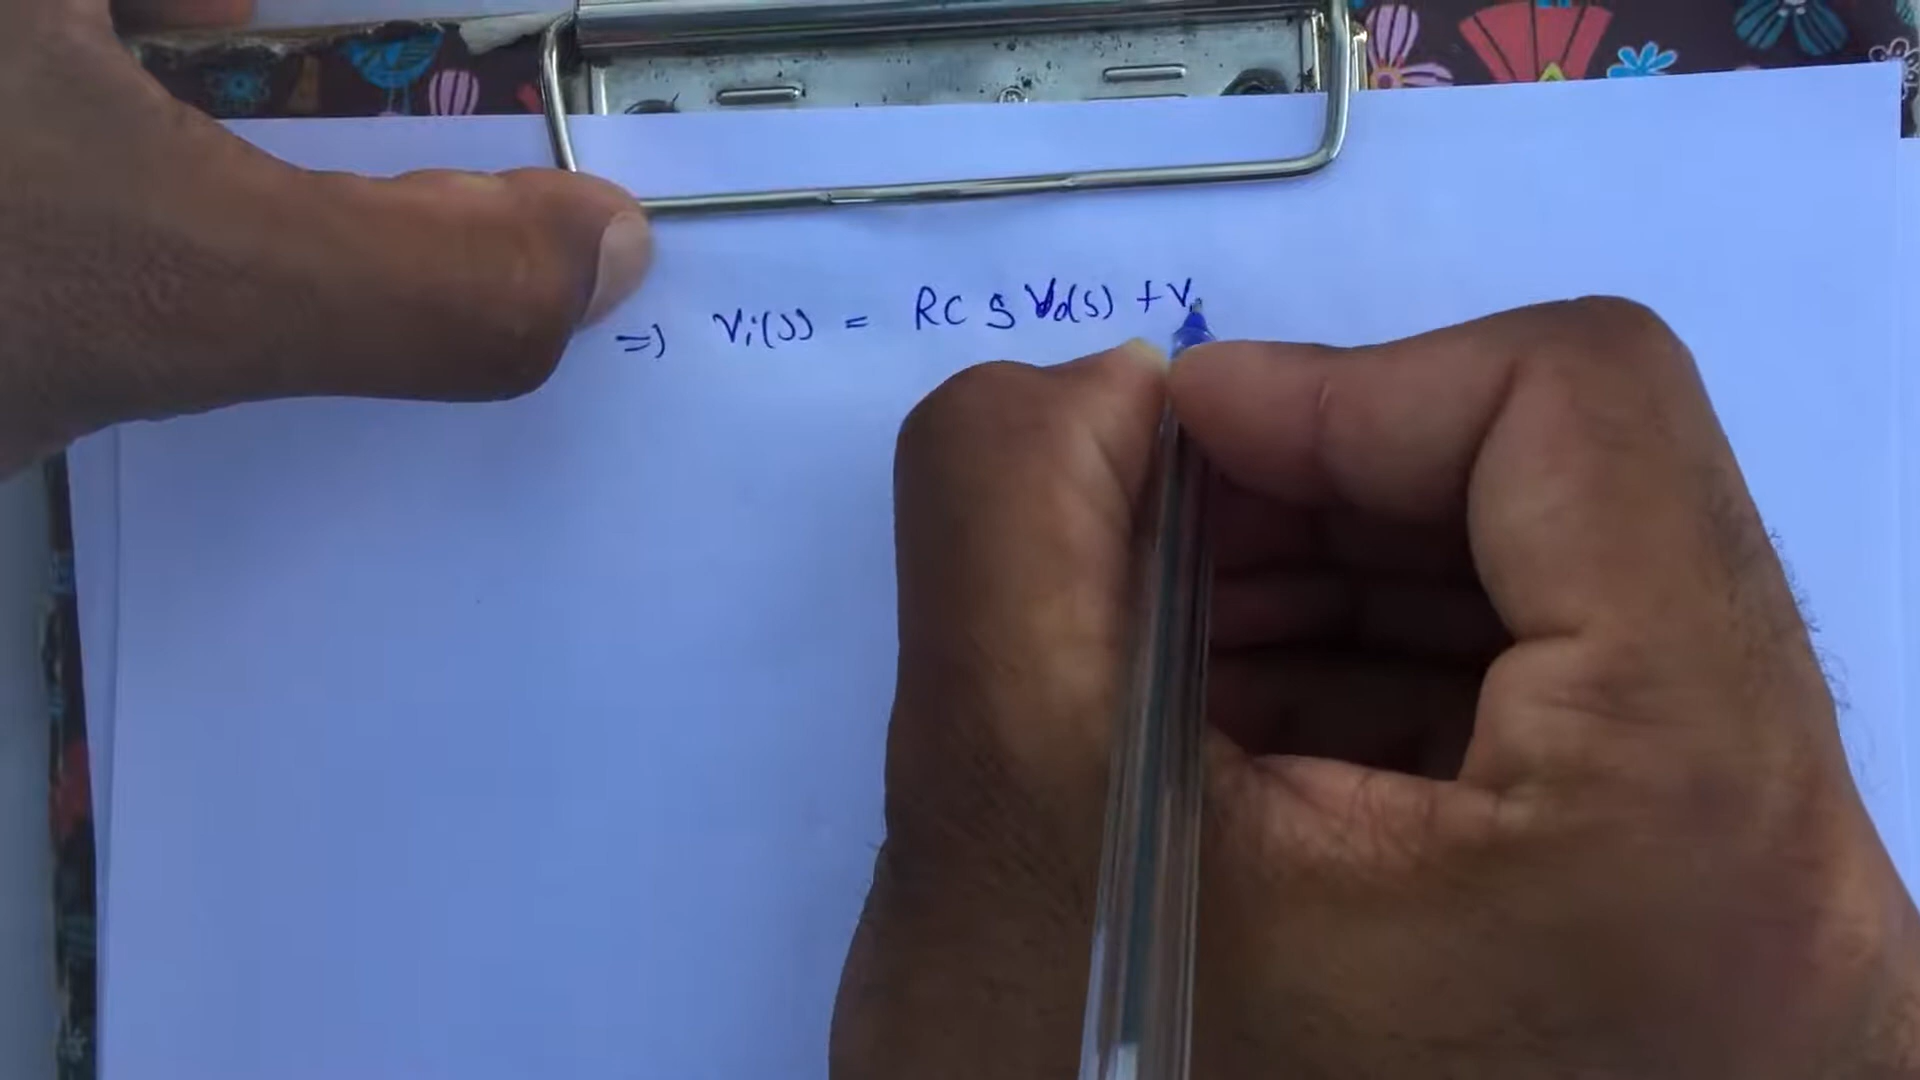 =) Vi(s) = RC S Vo(s) + V